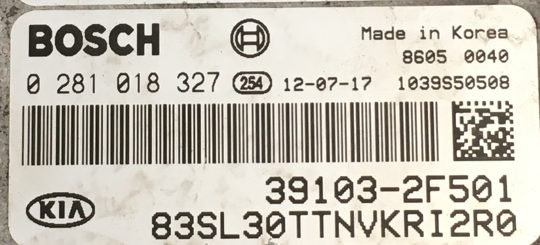 BOSCH
Made in Korea
8605 0040
0 281 018 327 254 12-07-17 1039S50508
39103-2F501
KIA
83SL30TTNVKRI2R0